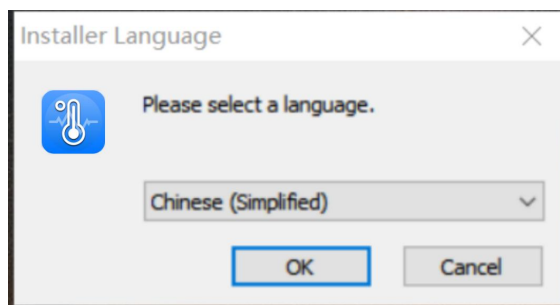 Installer Language
Please select a language.
Chinese (Simplified)
OK
Cancel